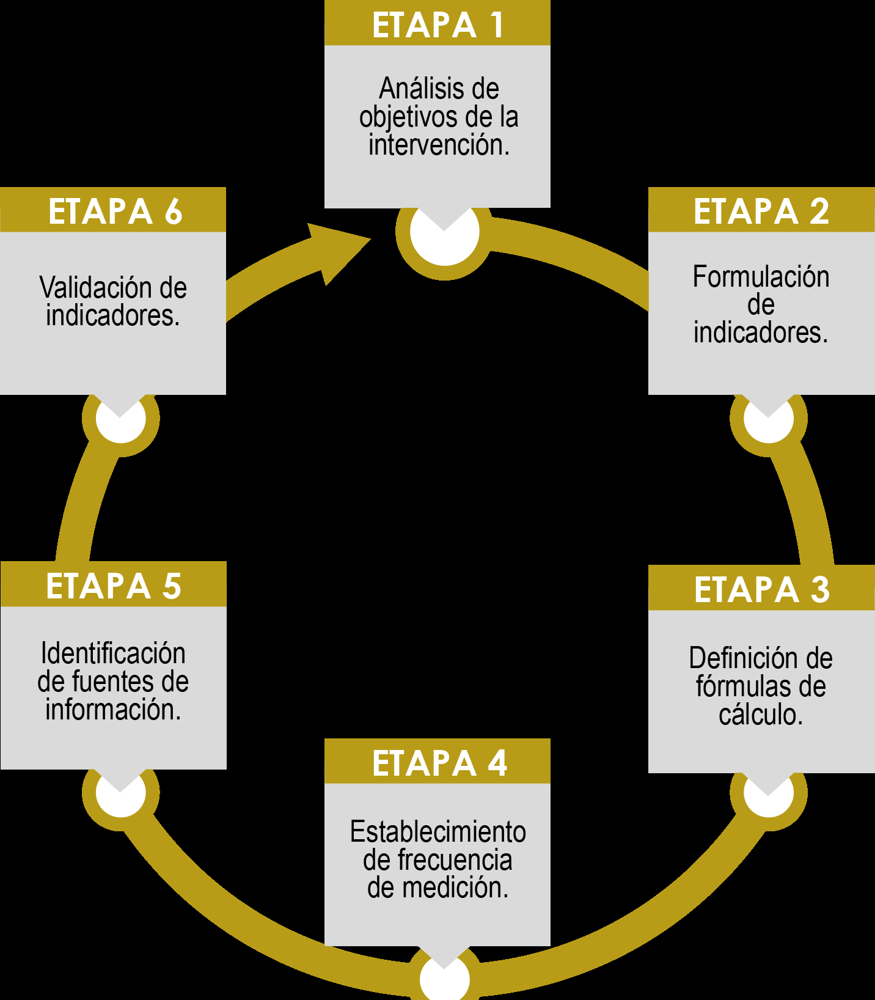 ETAPA 1
Análisis de
objetivos de la
intervención.
ETAPA 2
Formulación
de
indicadores.
ETAPA 3
Definición de
fórmulas de
cálculo.
ETAPA 4
Establecimiento
de frecuencia
de medición.
ETAPA 5
Identificación
de fuentes de
información.
ETAPA 6
Validación de
indicadores.